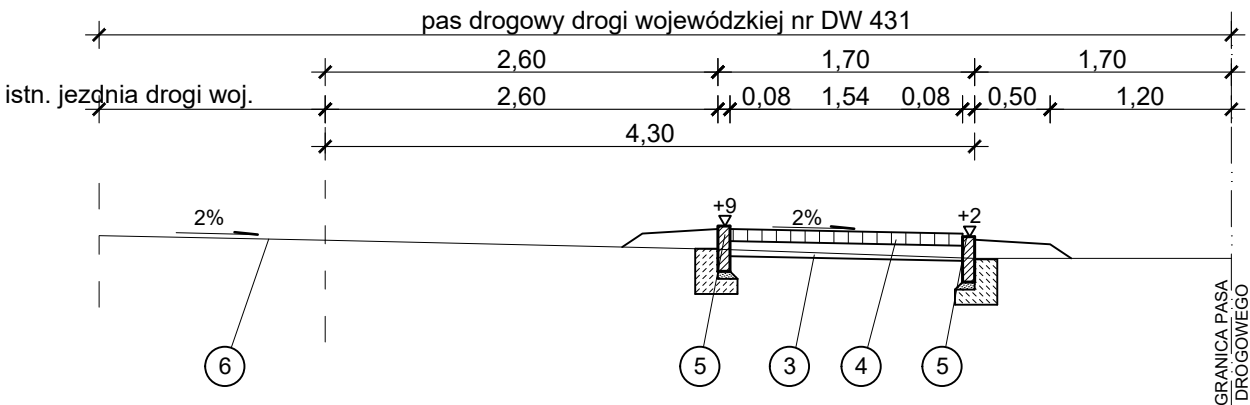 pas drogowy drogi wojewódzkiej nr DW 431
2,60 1,70 1,70
istn. jezdnia drogi woj. 2,60 0,08 1,54 0,08 0,50 1,20
4,30
2% +9 2% +2
6 5 3 4 5
GRANICA PASA
DROGOWEGO